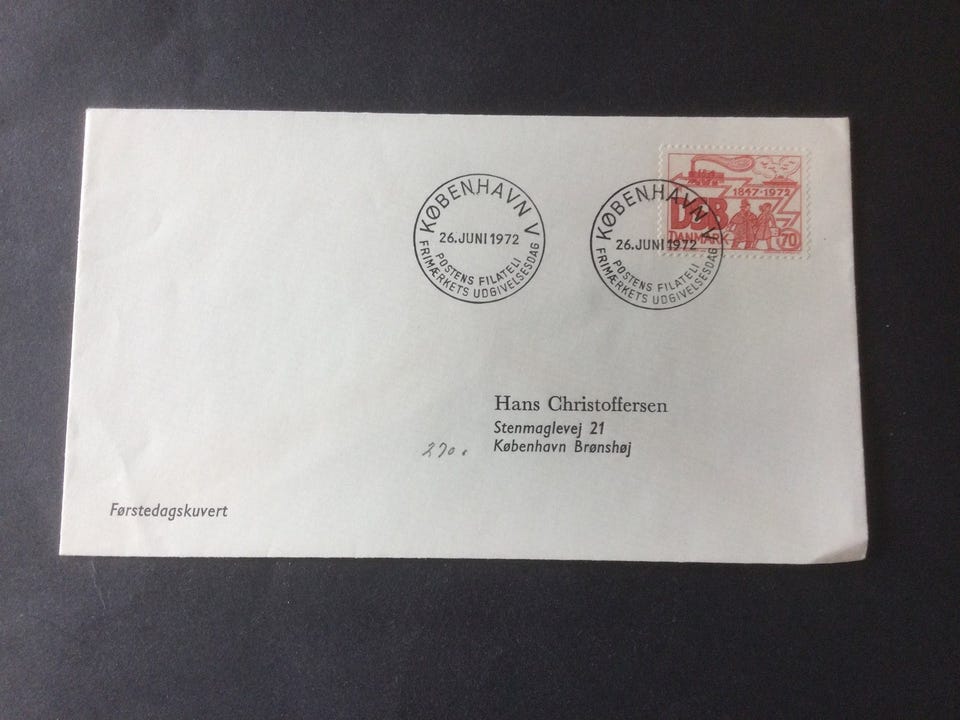 KØBENHAVN V
26.JUNI 1972
POSTENS FILATELI
FRIMÆRKETS UDGIVELSESDAG
KØBENHAVN V
26.JUNI 1972
POSTENS FILATELI
FRIMÆRKETS UDGIVELSESDAG
1847-1972
DSB
DANMARK
70
Hans Christoffersen
Stenmaglevej 21
København Brønshøj
270.
Førstedagskuvert